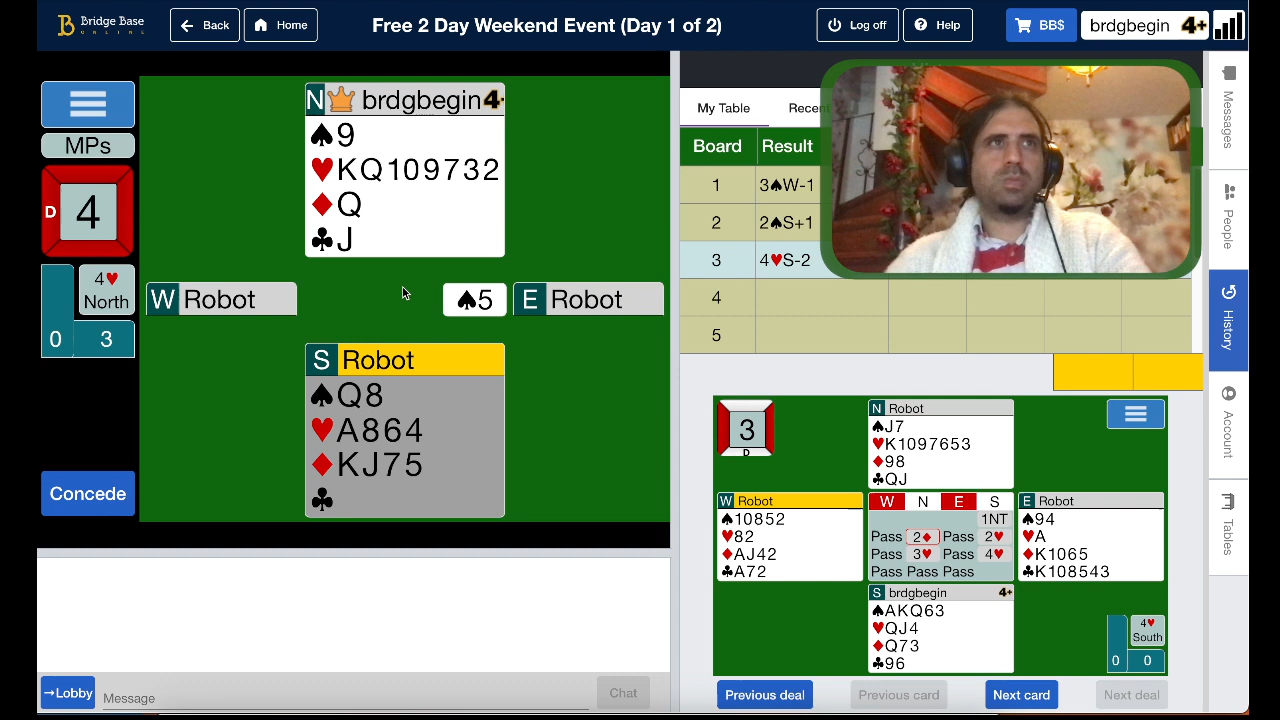 Bridge Base
ONLINE
Back
Home
Free 2 Day Weekend Event (Day 1 of 2)
Log off
Help
BB$
brdgbegin 4+
MPs
D 4
4♥
North
0 3
Concede
N brdgbegin 4+
♠9
♥KQ109732
♦Q
♣J
W Robot
♠5
E Robot
S Robot
♠Q8
♥A864
♦KJ75
♣
→Lobby
Message
Chat
My Table
Recen
Board Result
1 3♠W-1
2 2♠S+1
3 4♥S-2
4
5
3
D
N Robot
♠J7
♥K1097653
♦98
♣QJ
W Robot
♠10852
♥82
♦AJ42
♣A72
W N E S
1NT
Pass 2♦ Pass 2♥
Pass 3♥ Pass 4♥
Pass Pass Pass
E Robot
♠94
♥A
♦K1065
♣K108543
S brdgbegin 4+
♠AKQ63
♥QJ4
♦Q73
♣96
4♥
South
0 0
Previous deal
Previous card
Next card
Next deal
Messages
People
History
Account
Tables